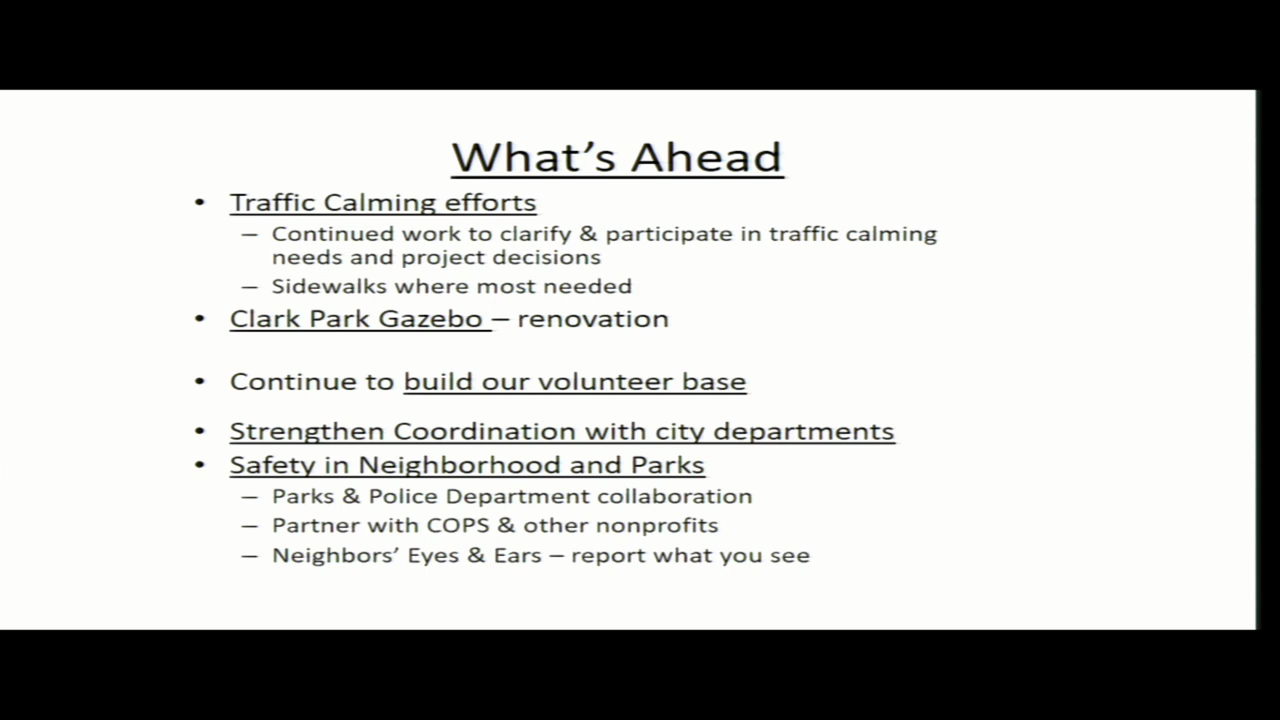 What's Ahead
• Traffic Calming efforts
– Continued work to clarify & participate in traffic calming
needs and project decisions
– Sidewalks where most needed
• Clark Park Gazebo – renovation
• Continue to build our volunteer base
• Strengthen Coordination with city departments
• Safety in Neighborhood and Parks
– Parks & Police Department collaboration
– Partner with COPS & other nonprofits
– Neighbors' Eyes & Ears – report what you see